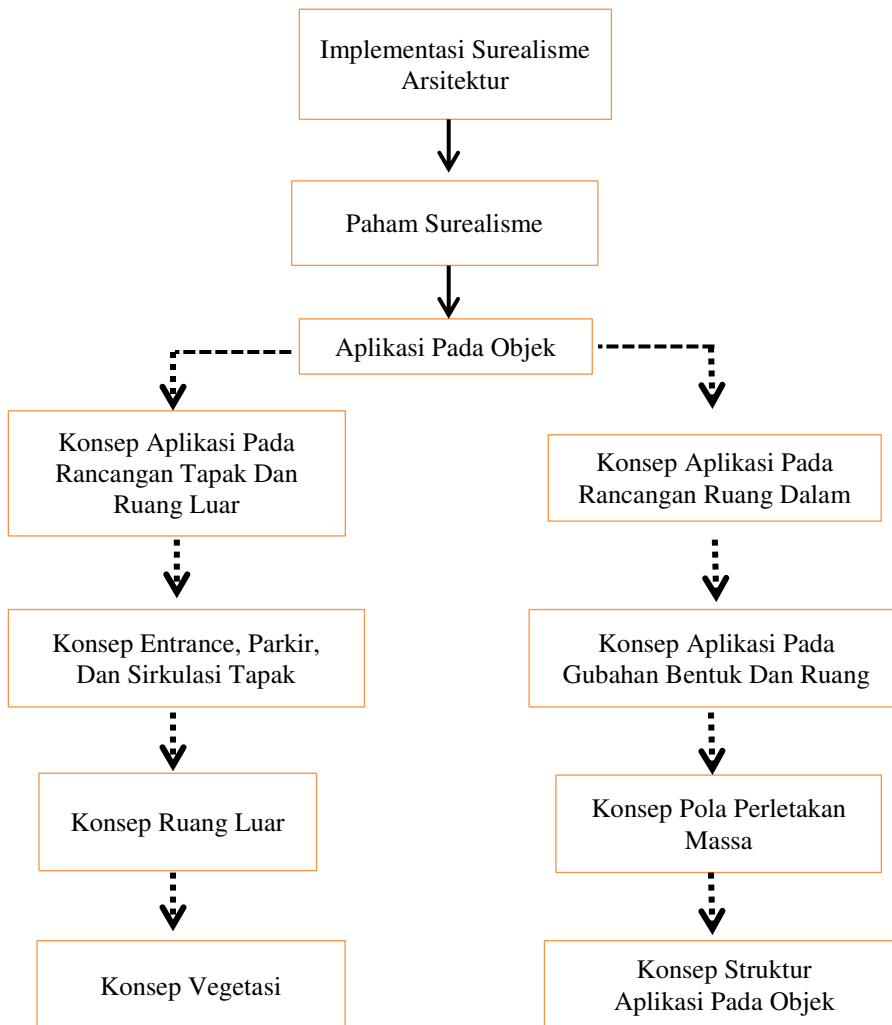 Implementasi Surealisme
Arsitektur
Paham Surealisme
Aplikasi Pada Objek
Konsep Aplikasi Pada
Rancangan Tapak Dan
Ruang Luar
Konsep Aplikasi Pada
Rancangan Ruang Dalam
Konsep Entrance, Parkir,
Dan Sirkulasi Tapak
Konsep Aplikasi Pada
Gubahan Bentuk Dan Ruang
Konsep Ruang Luar
Konsep Pola Perletakan
Massa
Konsep Vegetasi
Konsep Struktur
Aplikasi Pada Objek